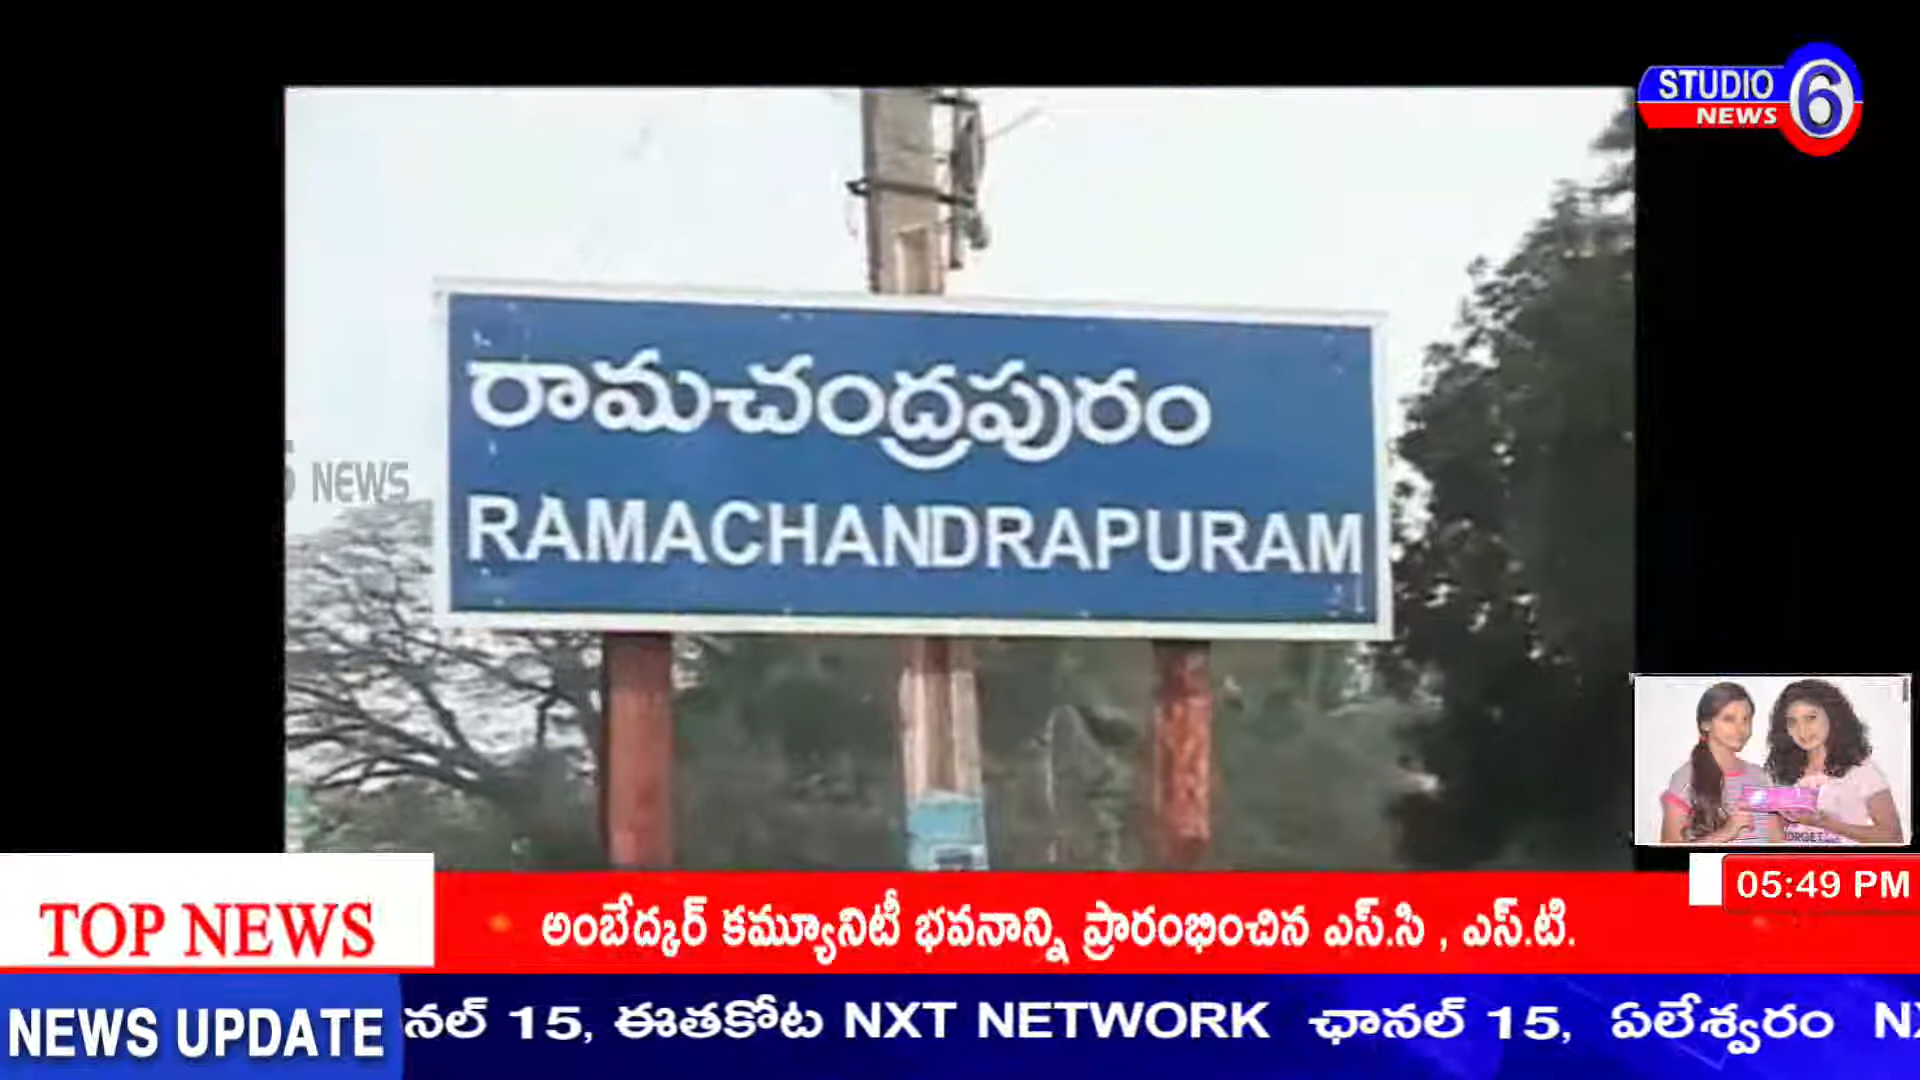 STUDIO
NEWS 6
రామచంద్రపురం
NEWS
RAMACHANDRAPURAM
05:49 PM
TOP NEWS
అంబేద్కర్ కమ్యూనిటీ భవనాన్ని ప్రారంభించిన ఎస్.సి , ఎస్.టి.
NEWS UPDATE
నల్ 15, ఈతకోట NXT NETWORK ఛానల్ 15, ఏలేశ్వరం